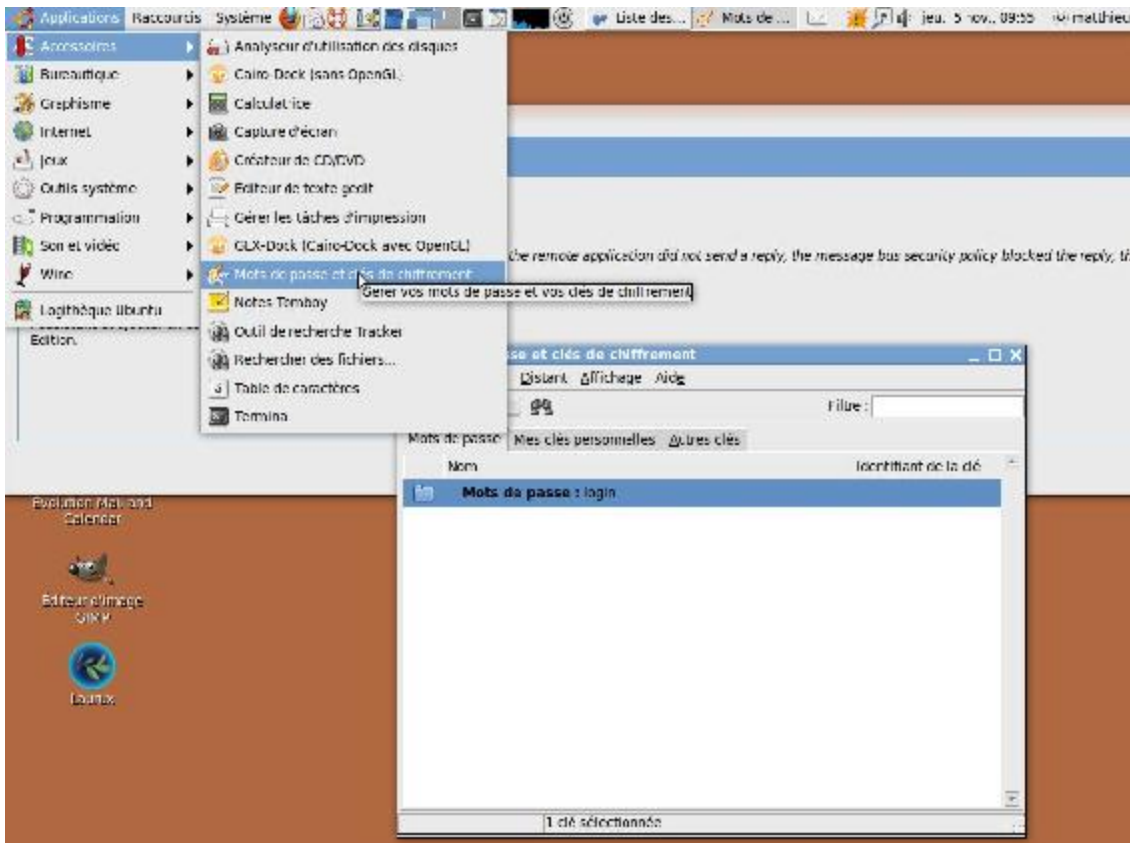 Applications Raccourcis Système
Liste des...
Mots de ...
jeu. 5 nov., 09:55
matthieu
Accessoires
Bureautique
Graphisme
Internet
Jeux
Outils système
Programmation
Son et vidéo
Wine
Logithèque Ubuntu
Analyseur d'utilisation des disques
Cairo-Dock (sans OpenGL)
Calculatrice
Capture d'écran
Créateur de CD/DVD
Éditeur de texte gedit
Gérer les tâches d'impression
GLX-Dock (Cairo-Dock avec OpenGL)
Mots de passe et clés de chiffrement
Notes Tomboy
Outil de recherche Tracker
Rechercher des fichiers...
Table de caractères
Termina
Gérer vos mots de passe et vos clés de chiffrement
the remote application did not send a reply, the message bus security policy blocked the reply,
Edition.
sse et clés de chiffrement
Distant Affichage Aide
Filtre :
Mots de passe Mes clés personnelles Autres clés
Nom Identifiant de la clé
Mots de passe : login
1 clé sélectionnée
Evolution Mail and
Calendar
Éditeur d'image
GIMP